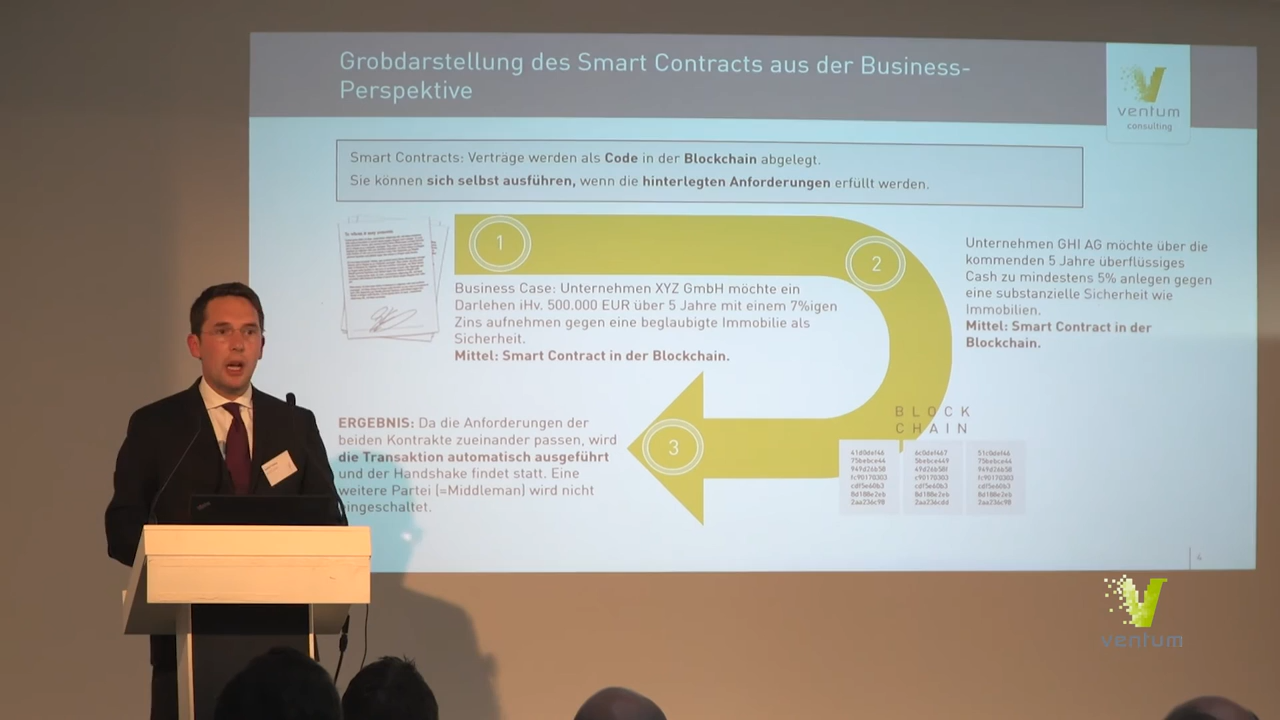 Grobdarstellung des Smart Contracts aus der Business-
Perspektive
ventum
consulting
Smart Contracts: Verträge werden als Code in der Blockchain abgelegt.
Sie können sich selbst ausführen, wenn die hinterlegten Anforderungen erfüllt werden.
1
Business Case: Unternehmen XYZ GmbH möchte ein
Darlehen iHv. 500.000 EUR über 5 Jahre mit einem 7%igen
Zins aufnehmen gegen eine beglaubigte Immobilie als
Sicherheit.
Mittel: Smart Contract in der Blockchain.
2
Unternehmen GHI AG möchte über die
kommenden 5 Jahre überflüssiges
Cash zu mindestens 5% anlegen gegen
eine substanzielle Sicherheit wie
Immobilien.
Mittel: Smart Contract in der
Blockchain.
BLOCK
CHAIN
3
ERGEBNIS: Da die Anforderungen der
beiden Kontrakte zueinander passen, wird
die Transaktion automatisch ausgeführt
und der Handshake findet statt. Eine
weitere Partei (=Middleman) wird nicht
eingeschaltet.
4
ventum